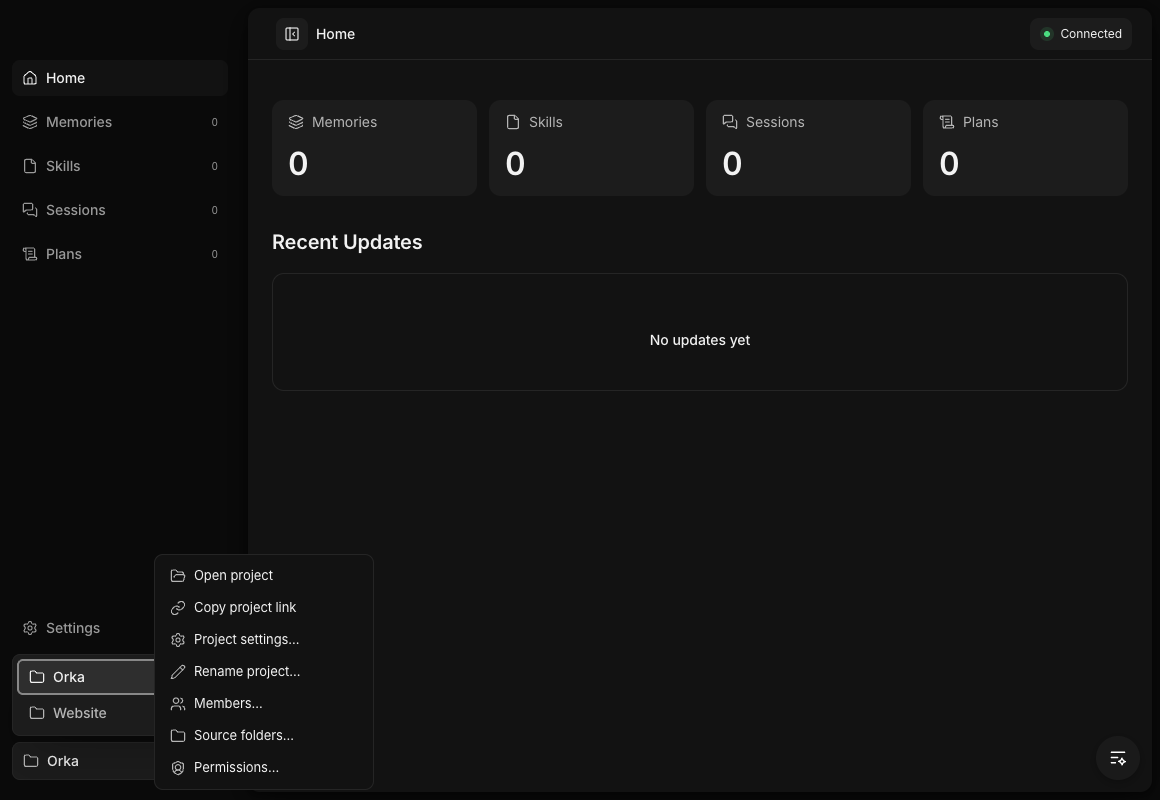 Home
Connected
Home
Memories 0
Skills 0
Sessions 0
Plans 0
Memories
0
Skills
0
Sessions
0
Plans
0
Recent Updates
No updates yet
Settings
Orka
Website
Orka
Open project
Copy project link
Project settings...
Rename project...
Members...
Source folders...
Permissions...